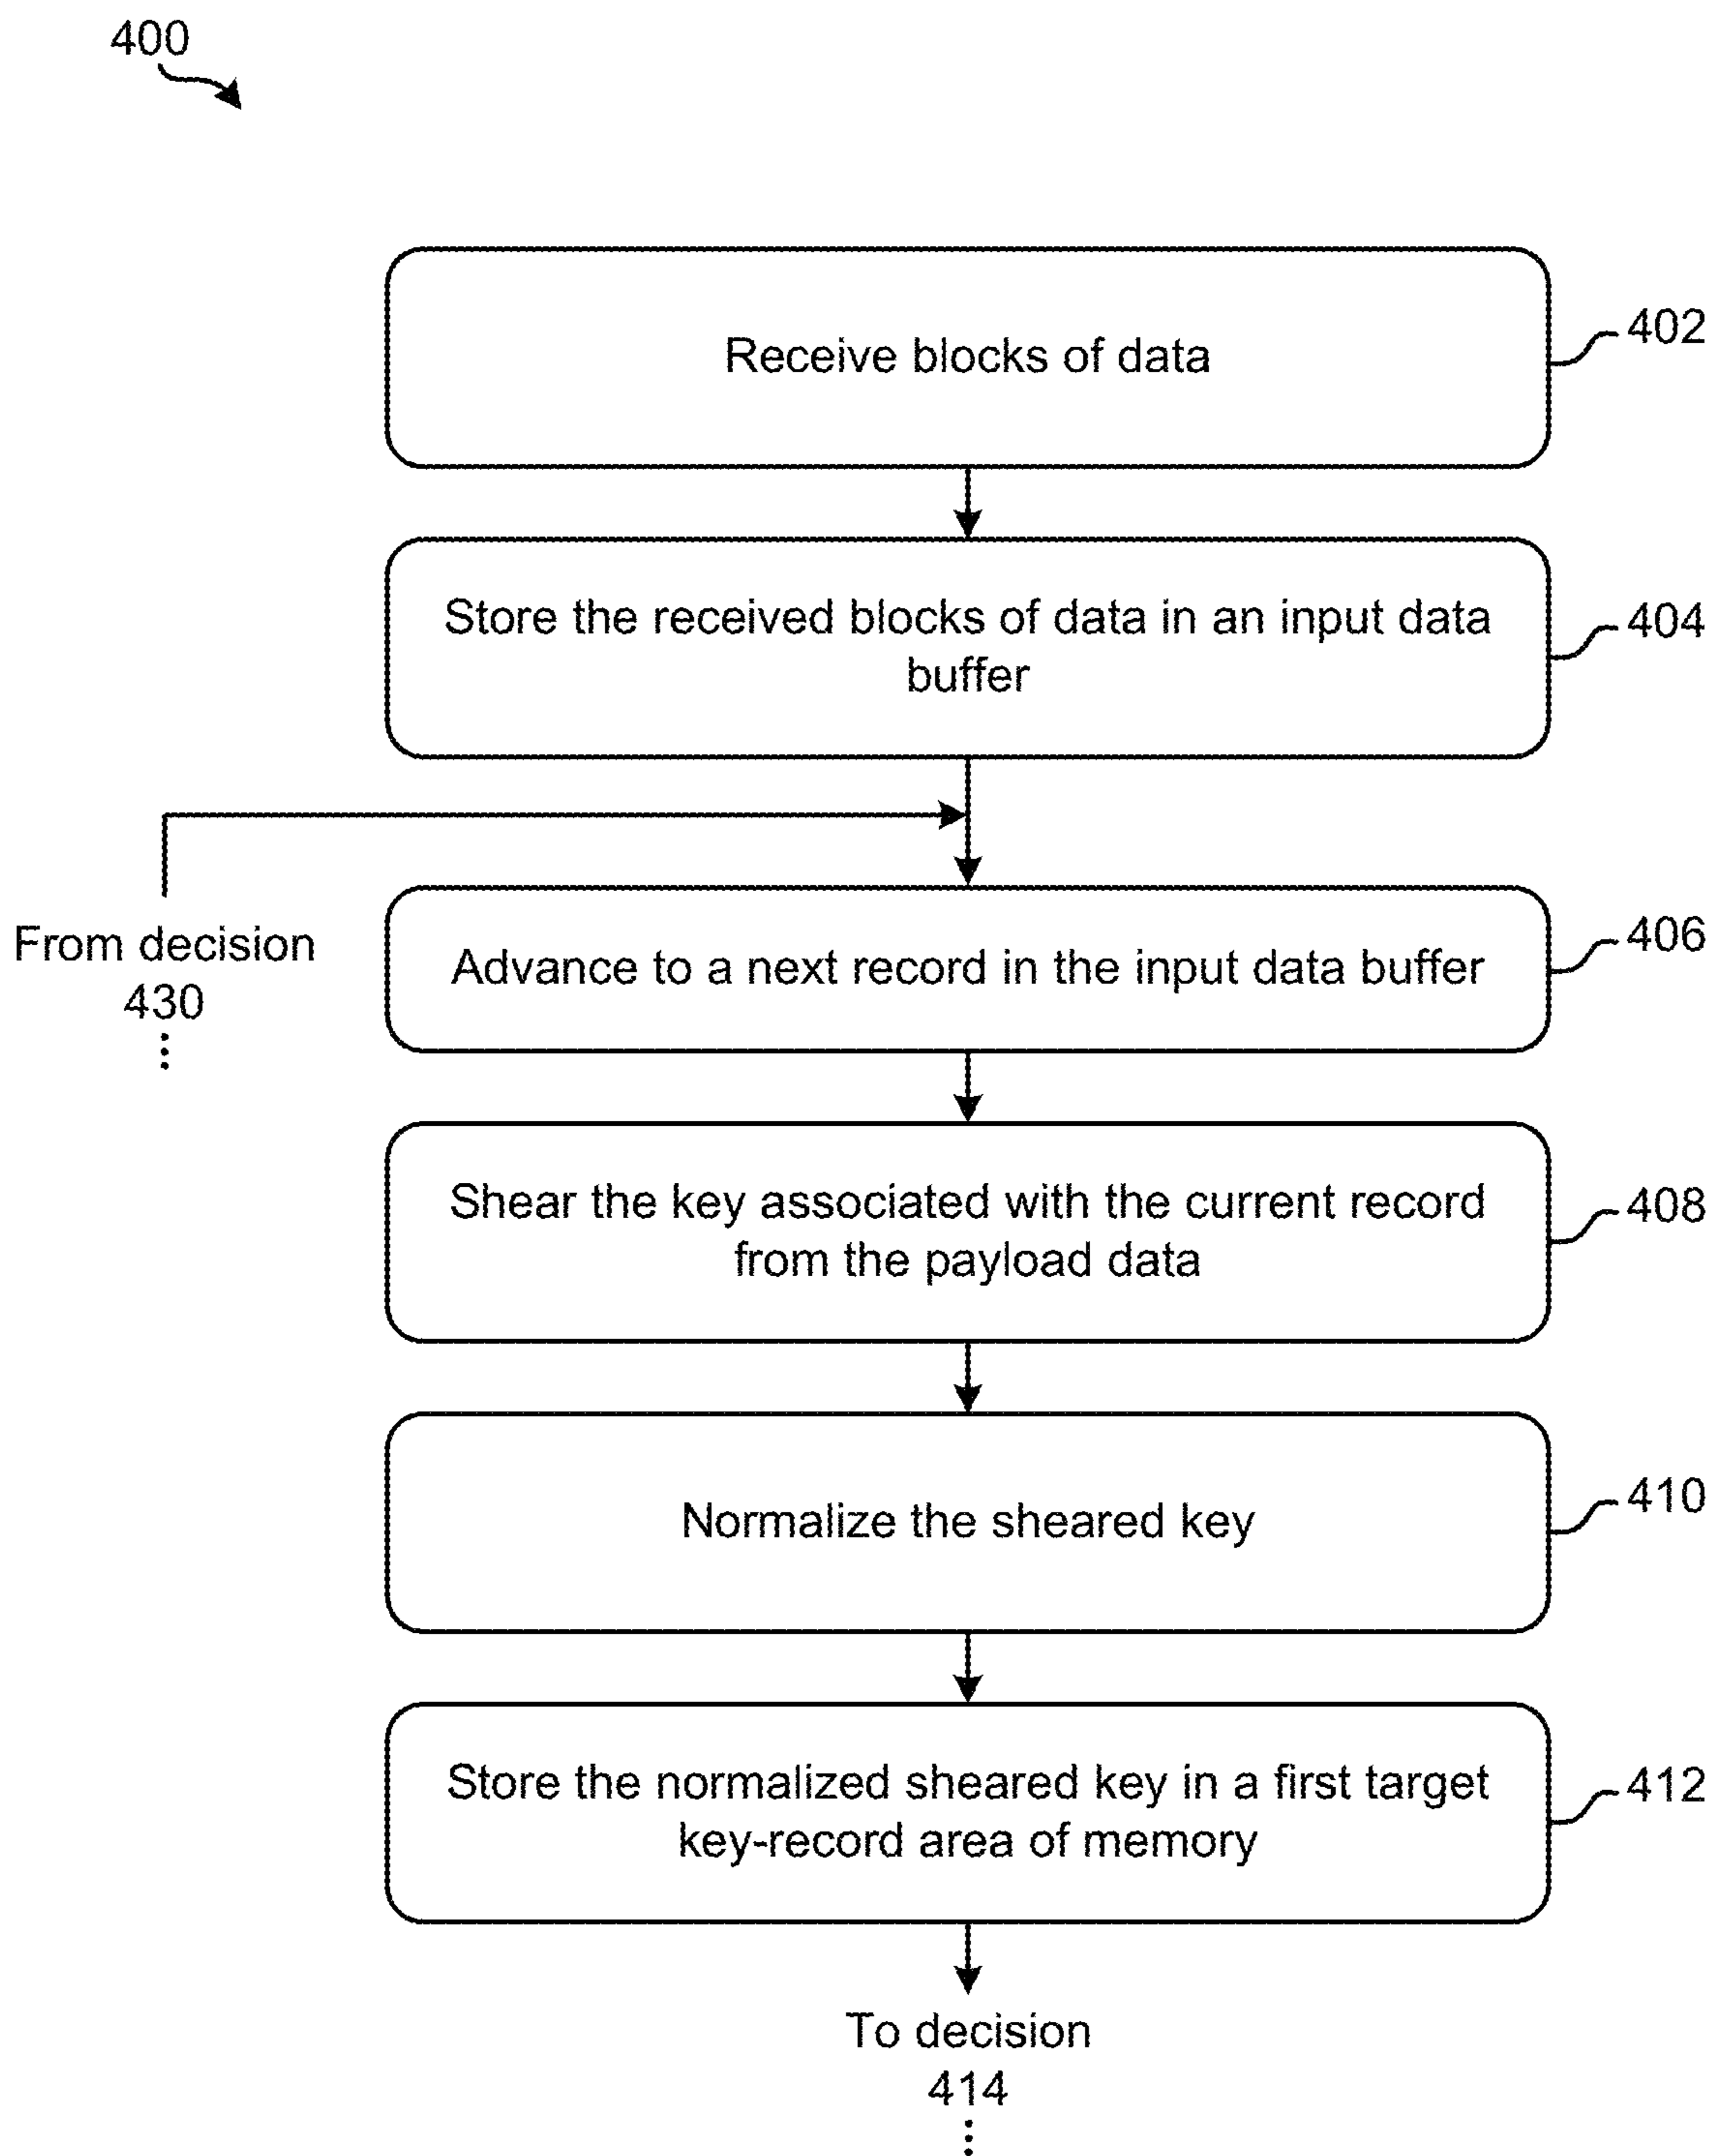 400
Receive blocks of data
402
Store the received blocks of data in an input data
buffer
404
From decision
430
Advance to a next record in the input data buffer
406
Shear the key associated with the current record
from the payload data
408
Normalize the sheared key
410
Store the normalized sheared key in a first target
key-record area of memory
412
To decision
414